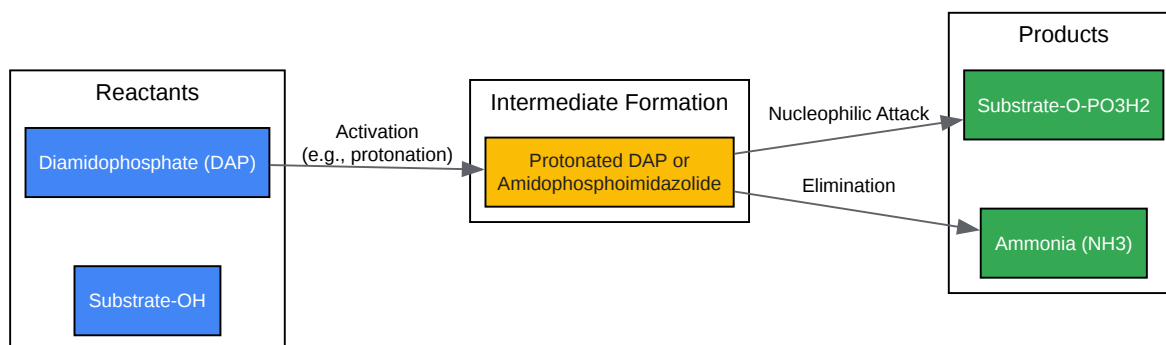 Reactants
Diamidophosphate (DAP)
Substrate-OH
Activation
(e.g., protonation)
Intermediate Formation
Protonated DAP or
Amidophosphoimidazolide
Nucleophilic Attack
Elimination
Products
Substrate-O-PO3H2
Ammonia (NH3)